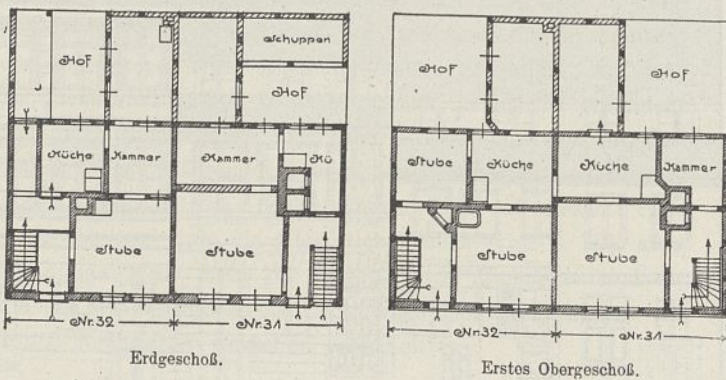 Schuppen
Hof
Hof
Küche
Kammer
Kammer
Kü
Stube
Stube
Nr. 32
Nr. 31
Erdgeschoß.
Hof
Hof
Stube
Küche
Küche
Kammer
Stube
Stube
Nr. 32
Nr. 31
Erstes Obergeschoß.